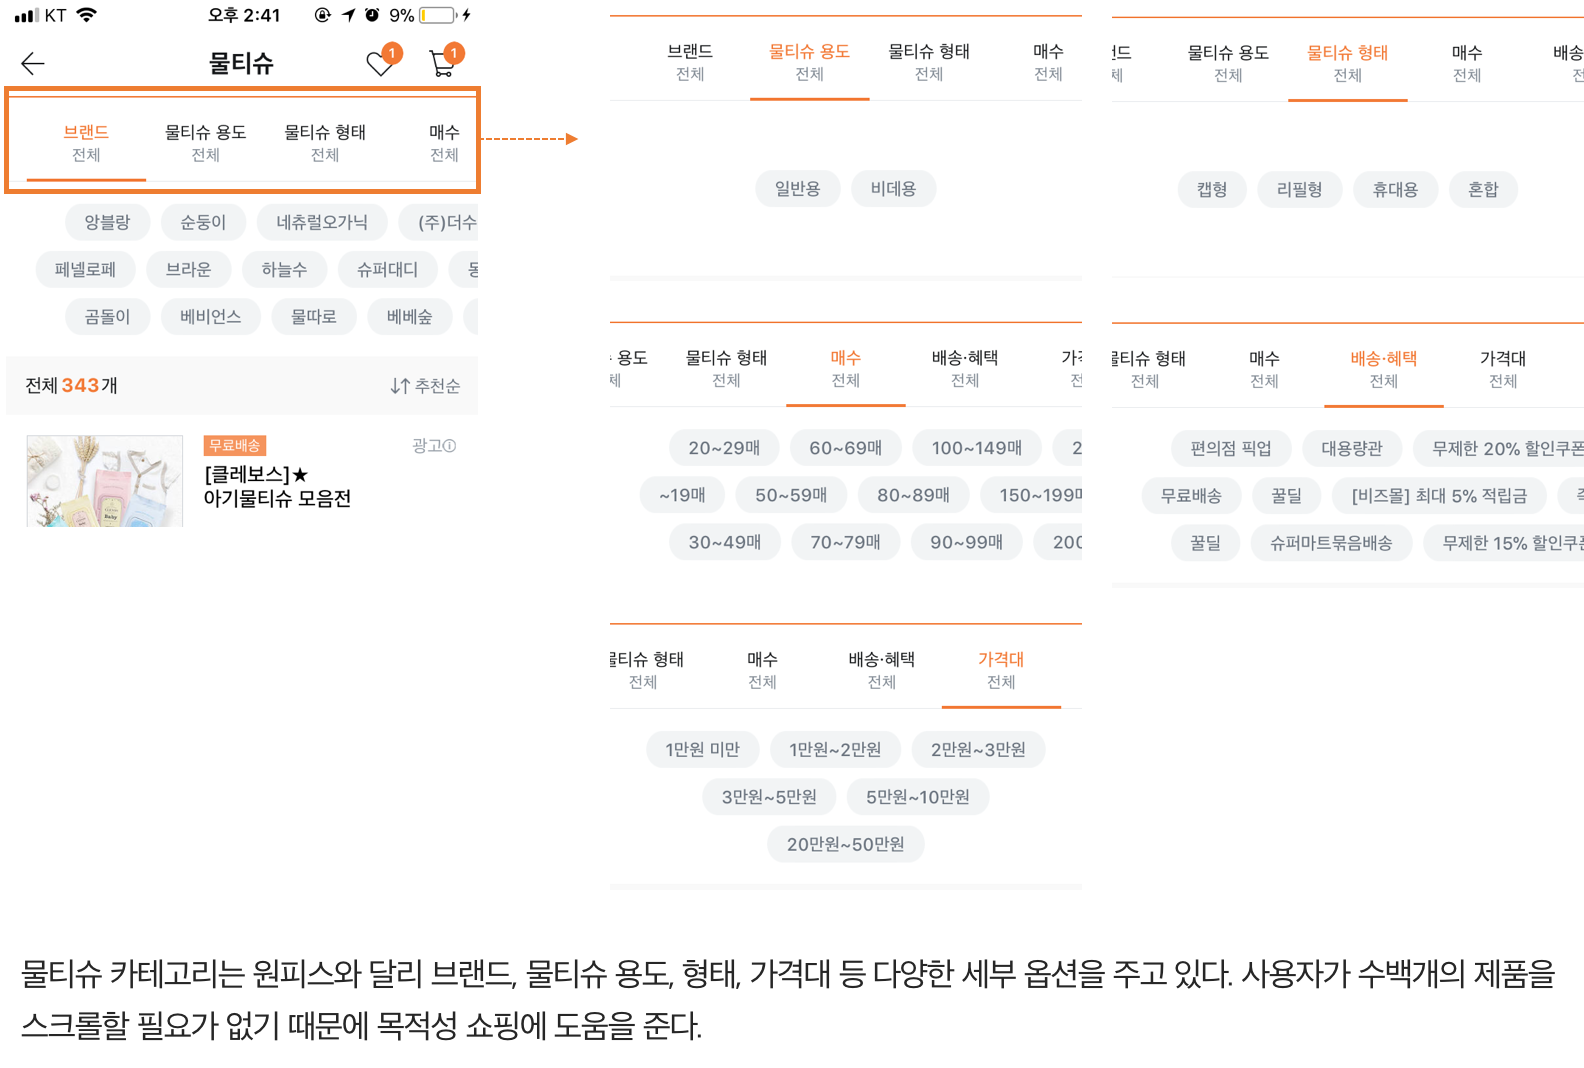 KT 오후 2:41 9%
물티슈 1 1
브랜드 물티슈 용도 물티슈 형태 매수
전체 전체 전체 전체
앙블랑 순둥이 네츄럴오가닉 (주)더수
페넬로페 브라운 하늘수 슈퍼대디
곰돌이 베비언스 물따로 베베숲
전체 343개 추천순
무료배송 광고
[클레보스]★
아기물티슈 모음전
브랜드 물티슈 용도 물티슈 형태 매수
전체 전체 전체 전체
일반용 비데용
물티슈 용도 물티슈 형태 매수 배송
전체 전체 전체
캡형 리필형 휴대용 혼합
용도 물티슈 형태 매수 배송·혜택
전체 전체 전체
20~29매 60~69매 100~149매 2
~19매 50~59매 80~89매 150~199매
30~49매 70~79매 90~99매 200
물티슈 형태 매수 배송·혜택 가격대
전체 전체 전체 전체
편의점 픽업 대용량관 무제한 20% 할인쿠폰
무료배송 꿀딜 [비즈몰] 최대 5% 적립금
꿀딜 슈퍼마트묶음배송 무제한 15% 할인쿠폰
물티슈 형태 매수 배송·혜택 가격대
전체 전체 전체 전체
1만원 미만 1만원~2만원 2만원~3만원
3만원~5만원 5만원~10만원
20만원~50만원
물티슈 카테고리는 원피스와 달리 브랜드, 물티슈 용도, 형태, 가격대 등 다양한 세부 옵션을 주고 있다. 사용자가 수백개의 제품을
스크롤할 필요가 없기 때문에 목적성 쇼핑에 도움을 준다.